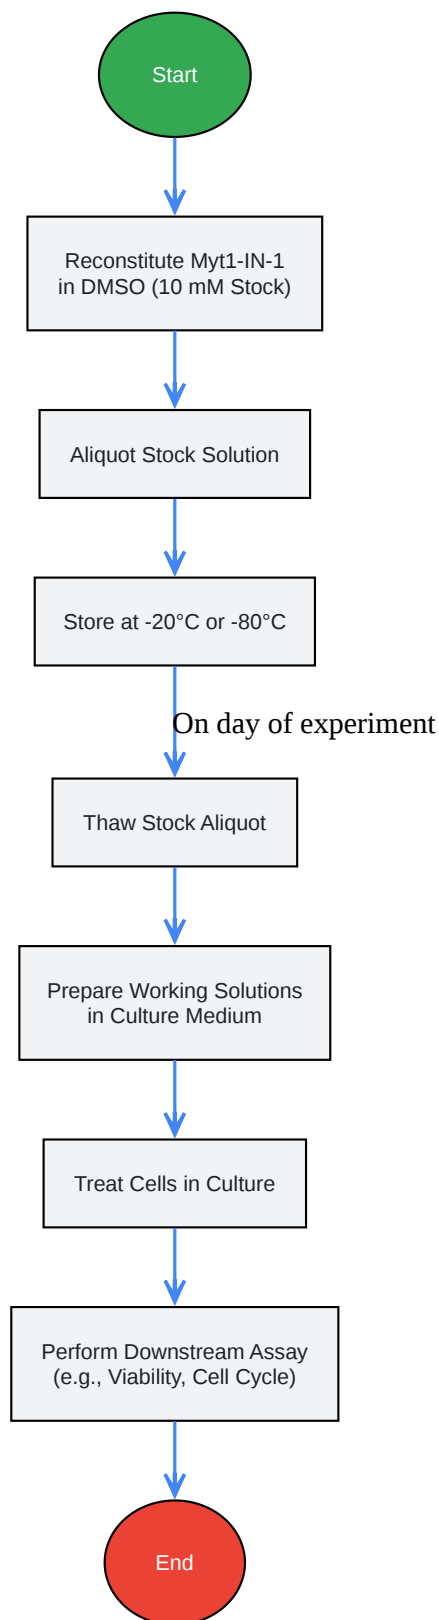 Start
Reconstitute Myt1-IN-1
in DMSO (10 mM Stock)
Aliquot Stock Solution
Store at -20°C or -80°C
On day of experiment
Thaw Stock Aliquot
Prepare Working Solutions
in Culture Medium
Treat Cells in Culture
Perform Downstream Assay
(e.g., Viability, Cell Cycle)
End